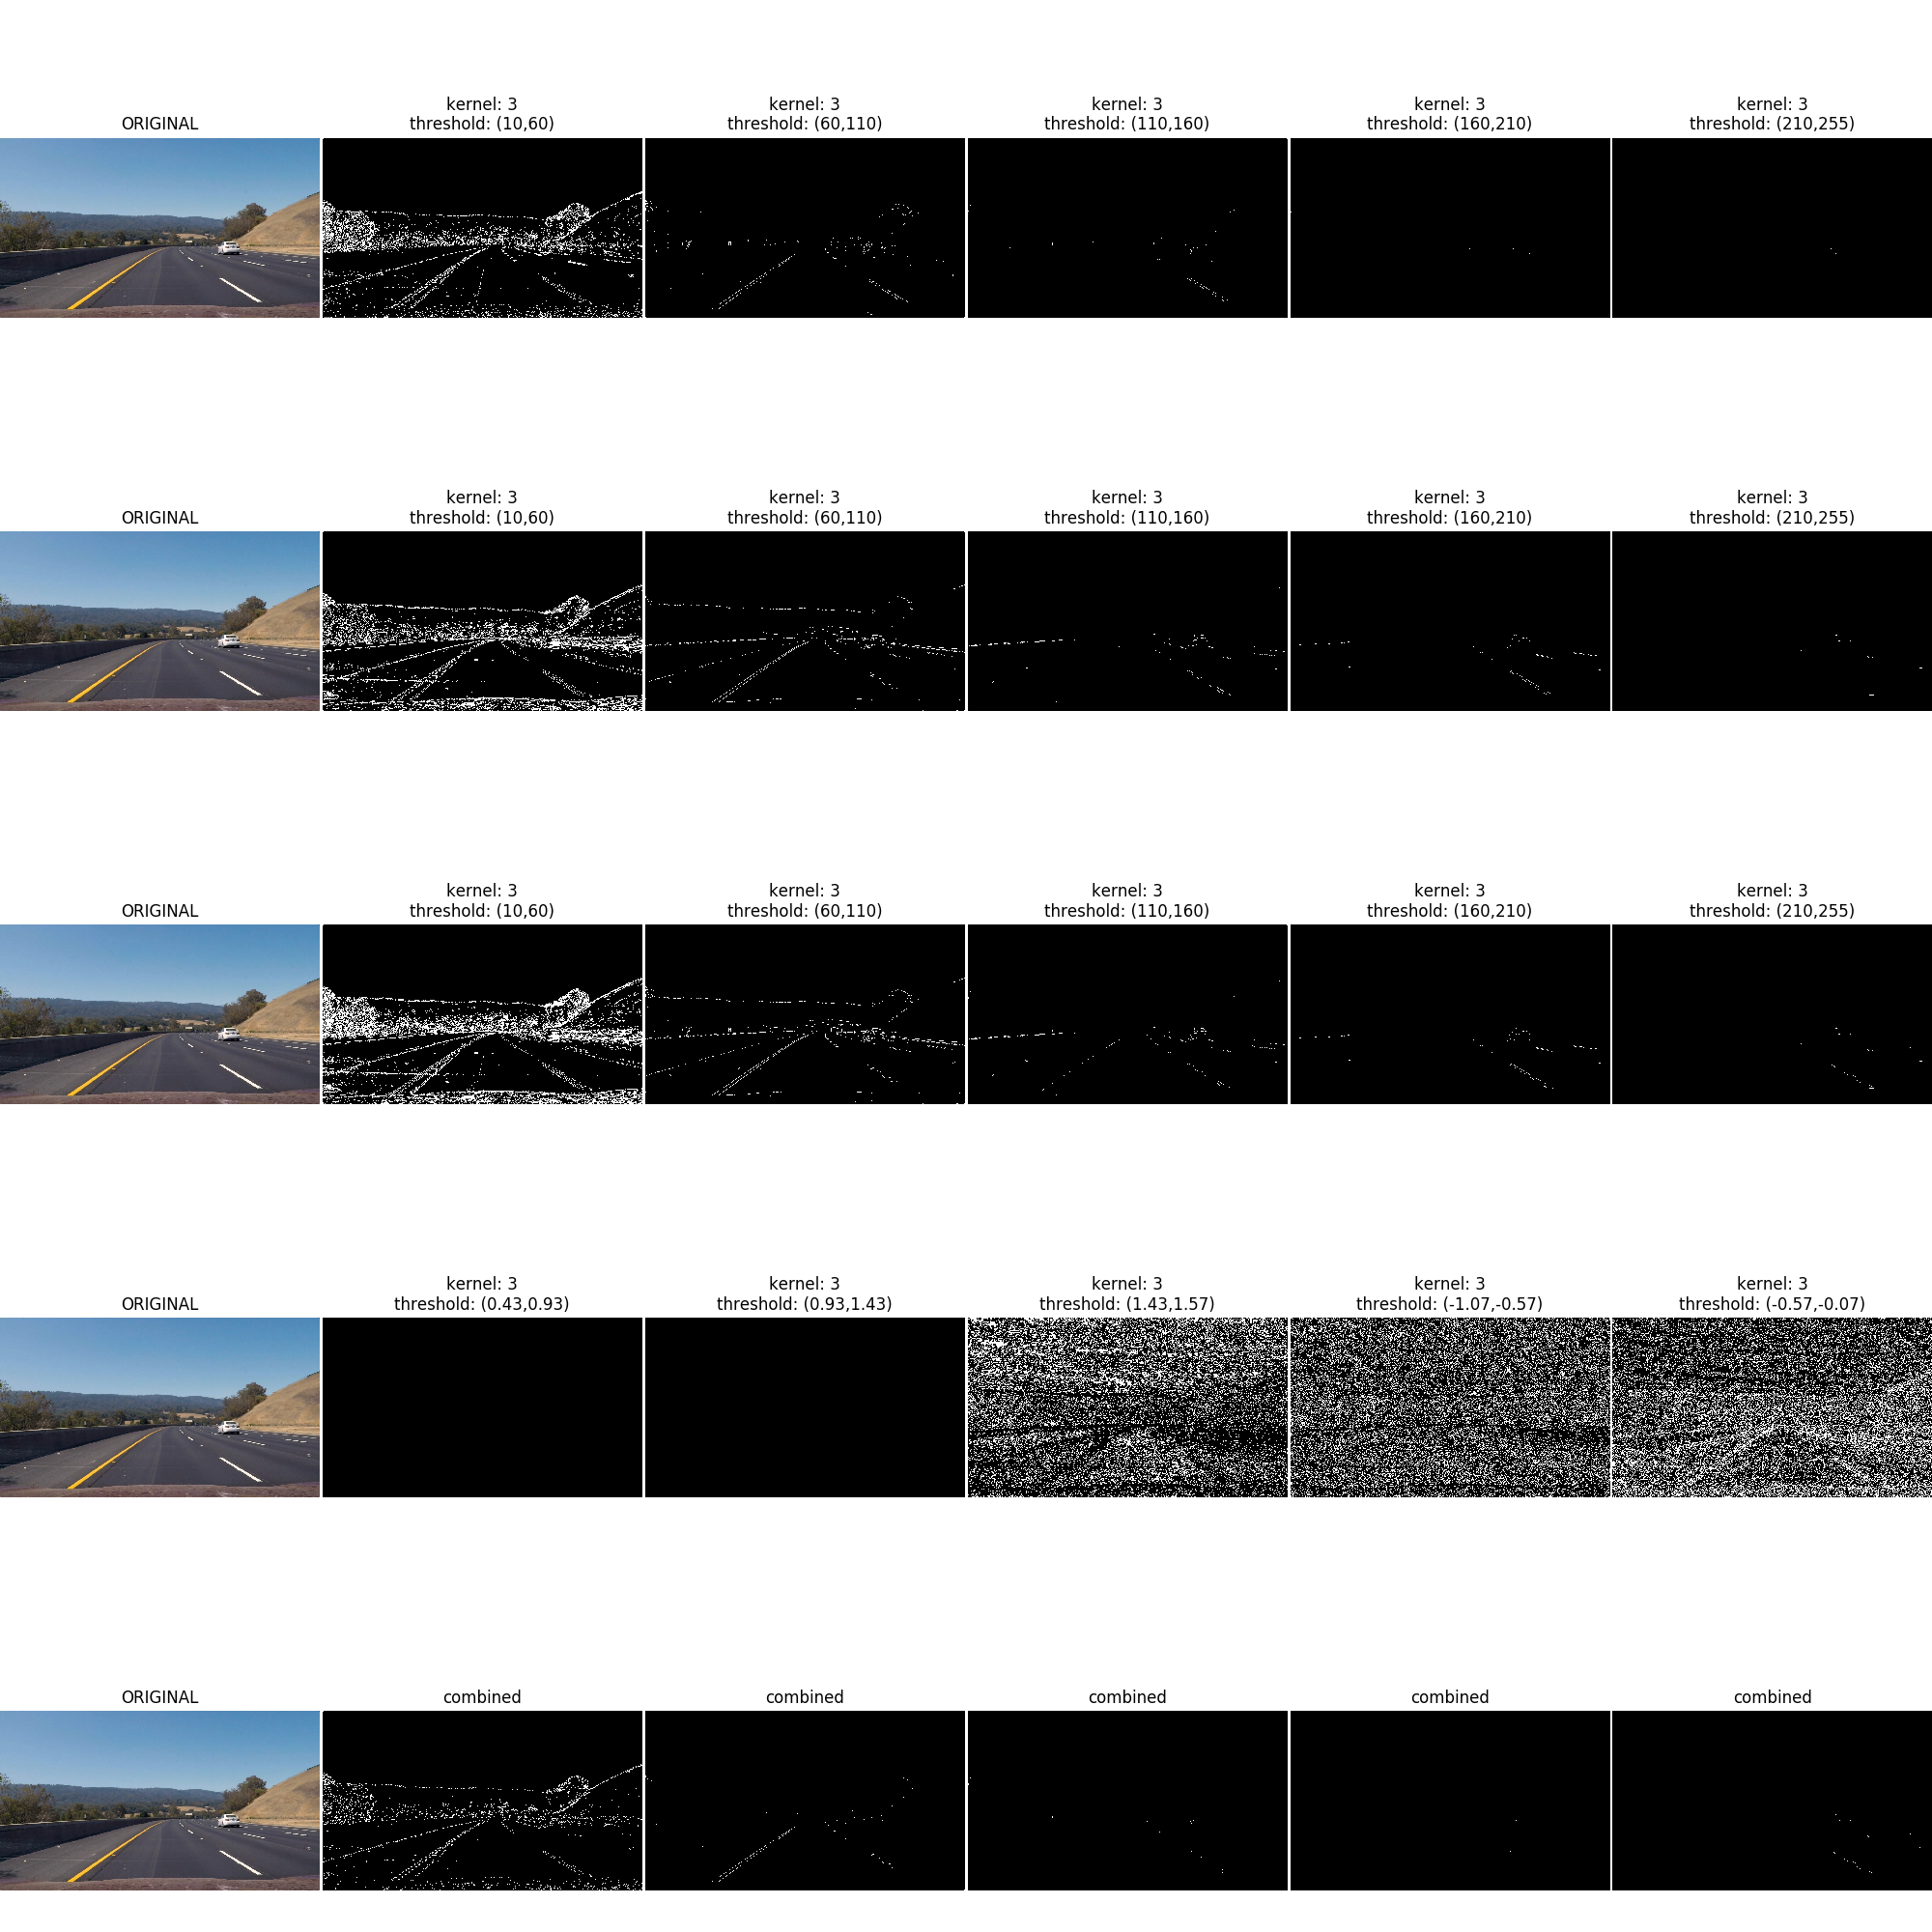 kernel: 3
kernel: 3
kernel: 3
kernel: 3
kernel: 3
ORIGINAL
threshold: (10,60)
threshold: (60,110)
threshold: (110,160)
threshold: (160,210)
threshold: (210,255)
kernel: 3
kernel: 3
kernel: 3
kernel: 3
kernel: 3
ORIGINAL
threshold: (10,60)
threshold: (60,110)
threshold: (110,160)
threshold: (160,210)
threshold: (210,255)
kernel: 3
kernel: 3
kernel: 3
kernel: 3
kernel: 3
ORIGINAL
threshold: (10,60)
threshold: (60,110)
threshold: (110,160)
threshold: (160,210)
threshold: (210,255)
kernel: 3
kernel: 3
kernel: 3
kernel: 3
kernel: 3
ORIGINAL
threshold: (0.43,0.93)
threshold: (0.93,1.43)
threshold: (1.43,1.57)
threshold: (-1.07,-0.57)
threshold: (-0.57,-0.07)
ORIGINAL
combined
combined
combined
combined
combined